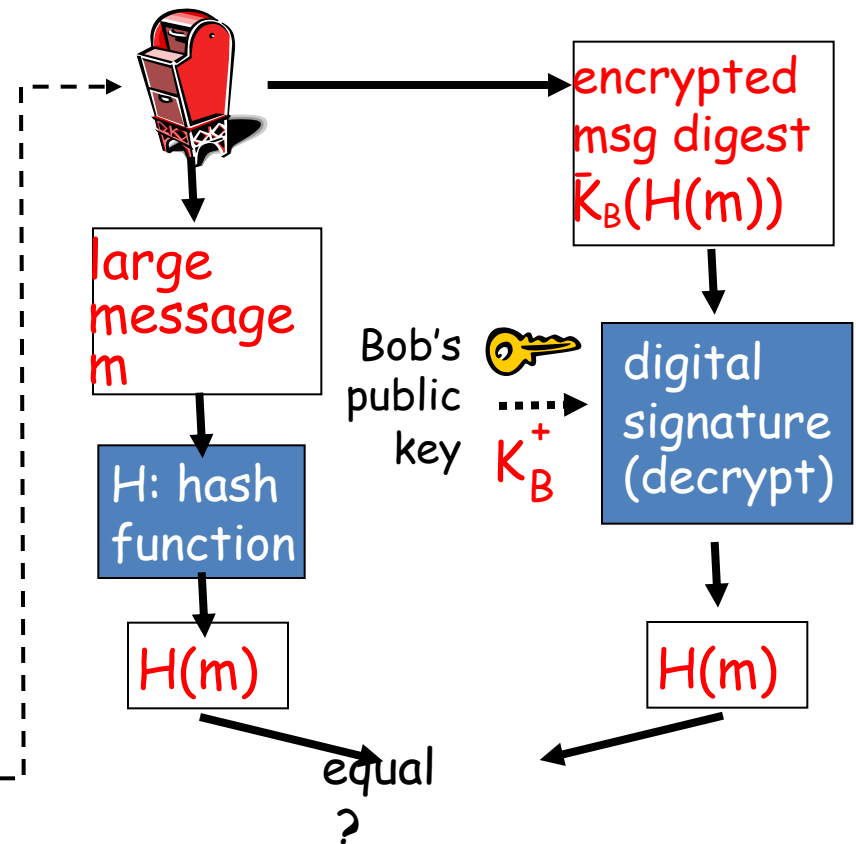 encrypted
msg digest
K̄B(H(m))
large
message
m
Bob's
public
key
K+B
digital
signature
(decrypt)
H: hash
function
H(m)
H(m)
equal
?